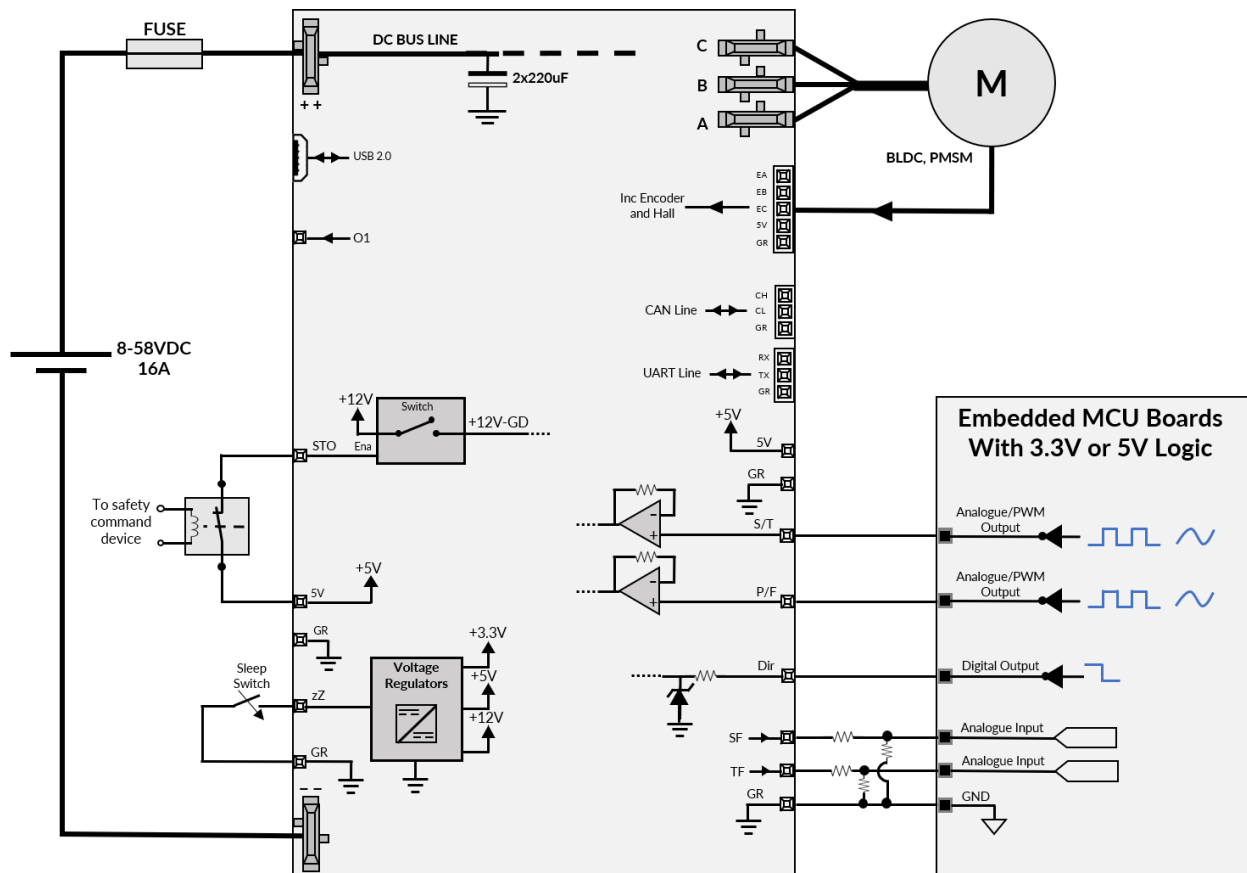 FUSE
DC BUS LINE
2x220uF
+ +
C
B
A
M
BLDC, PMSM
USB 2.0
O1
EA
EB
EC
5V
GR
Inc Encoder
and Hall
CH
CL
GR
CAN Line
RX
TX
GR
UART Line
8-58VDC
16A
+12V
Switch
+12V-GD
STO
Ena
To safety
command
device
5V
+5V
GR
Sleep
Switch
zZ
GR
Voltage
Regulators
+3.3V
+5V
+12V
- -
+5V
5V
GR
S/T
P/F
Dir
SF
TF
GR
- +
- +
Embedded MCU Boards
With 3.3V or 5V Logic
Analogue/PWM
Output
Analogue/PWM
Output
Digital Output
Analogue Input
Analogue Input
GND